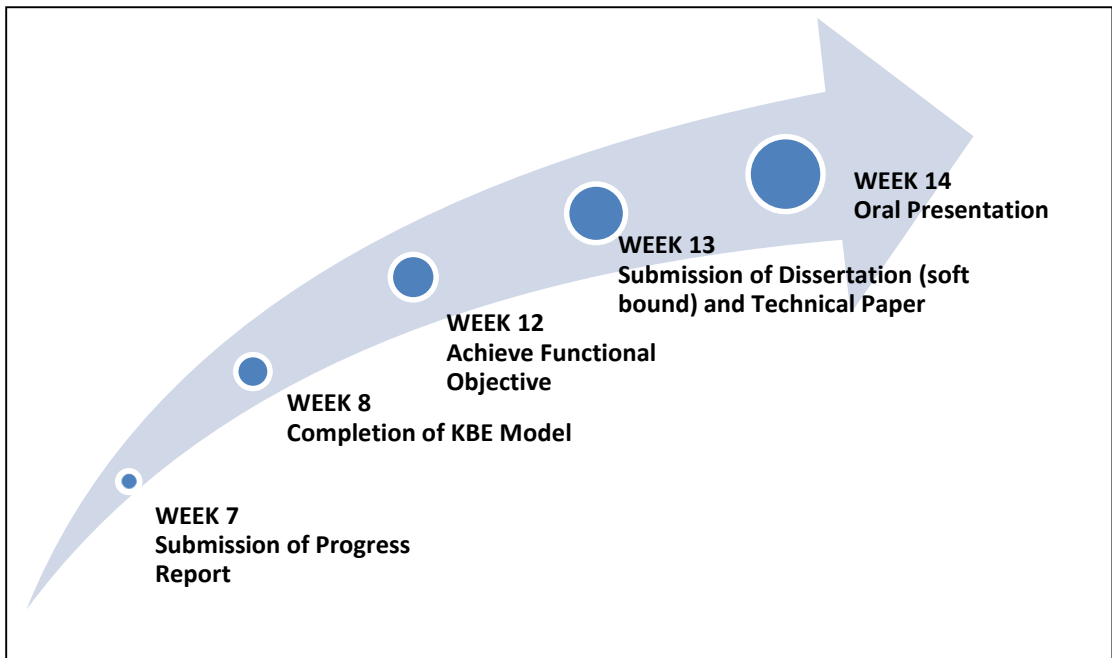 WEEK 7
Submission of Progress
Report
WEEK 8
Completion of KBE Model
WEEK 12
Achieve Functional
Objective
WEEK 13
Submission of Dissertation (soft
bound) and Technical Paper
WEEK 14
Oral Presentation